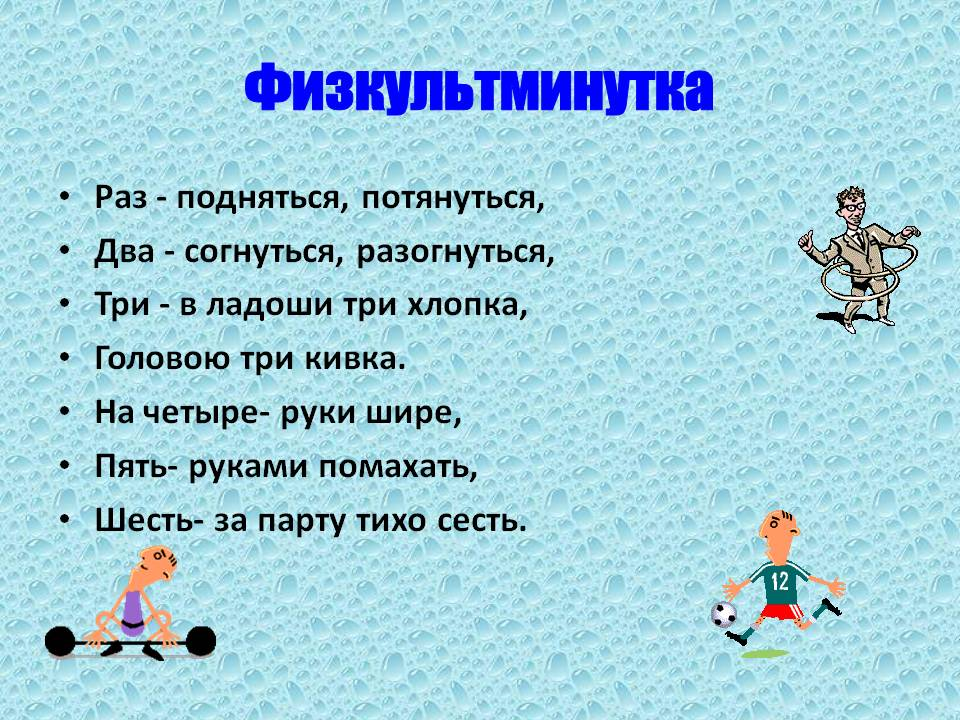 Физкультминутка
• Раз - подняться, потянуться,
• Два - согнуться, разогнуться,
• Три - в ладоши три хлопка,
• Головою три кивка.
• На четыре- руки шире,
• Пять- руками помахать,
• Шесть- за парту тихо сесть.
12